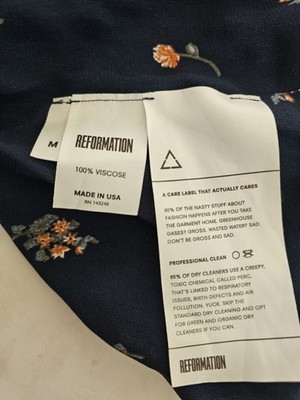 M
REFORMATION
100% VISCOSE
MADE IN USA
RN 143246
A CARE LABEL THAT ACTUALLY CARES
85% OF THE NASTY STUFF ABOUT
FASHION HAPPENS AFTER YOU TAKE
THE GARMENT HOME. GREENHOUSE
GASES? GROSS. WASTED WATER? SAD.
DON'T BE GROSS AND SAD.
PROFESSIONAL CLEAN
85% OF DRY CLEANERS USE A CREEPY,
TOXIC CHEMICAL CALLED PERC,
THAT'S LINKED TO RESPIRATORY
ISSUES, BIRTH DEFECTS AND AIR
POLLUTION. YUCK. SKIP THE
STANDARD DRY CLEANING AND OPT
FOR GREEN AND ORGANIC DRY
CLEANERS IF YOU CAN.
REFORMATION